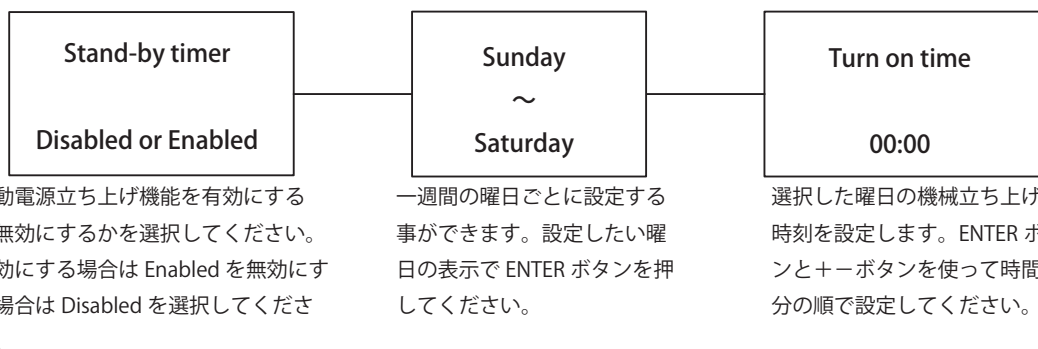 Stand-by timer
Disabled or Enabled
動電源立ち上げ機能を有効にする
無効にするかを選択してください。
効にする場合は Enabled を無効にす
場合は Disabled を選択してくださ
。
Sunday
～
Saturday
一週間の曜日ごとに設定する
事ができます。設定したい曜
日の表示で ENTER ボタンを押
してください。
Turn on time
00:00
選択した曜日の機械立ち上げ
時刻を設定します。ENTER ボ
ンと＋－ボタンを使って時間
分の順で設定してください。